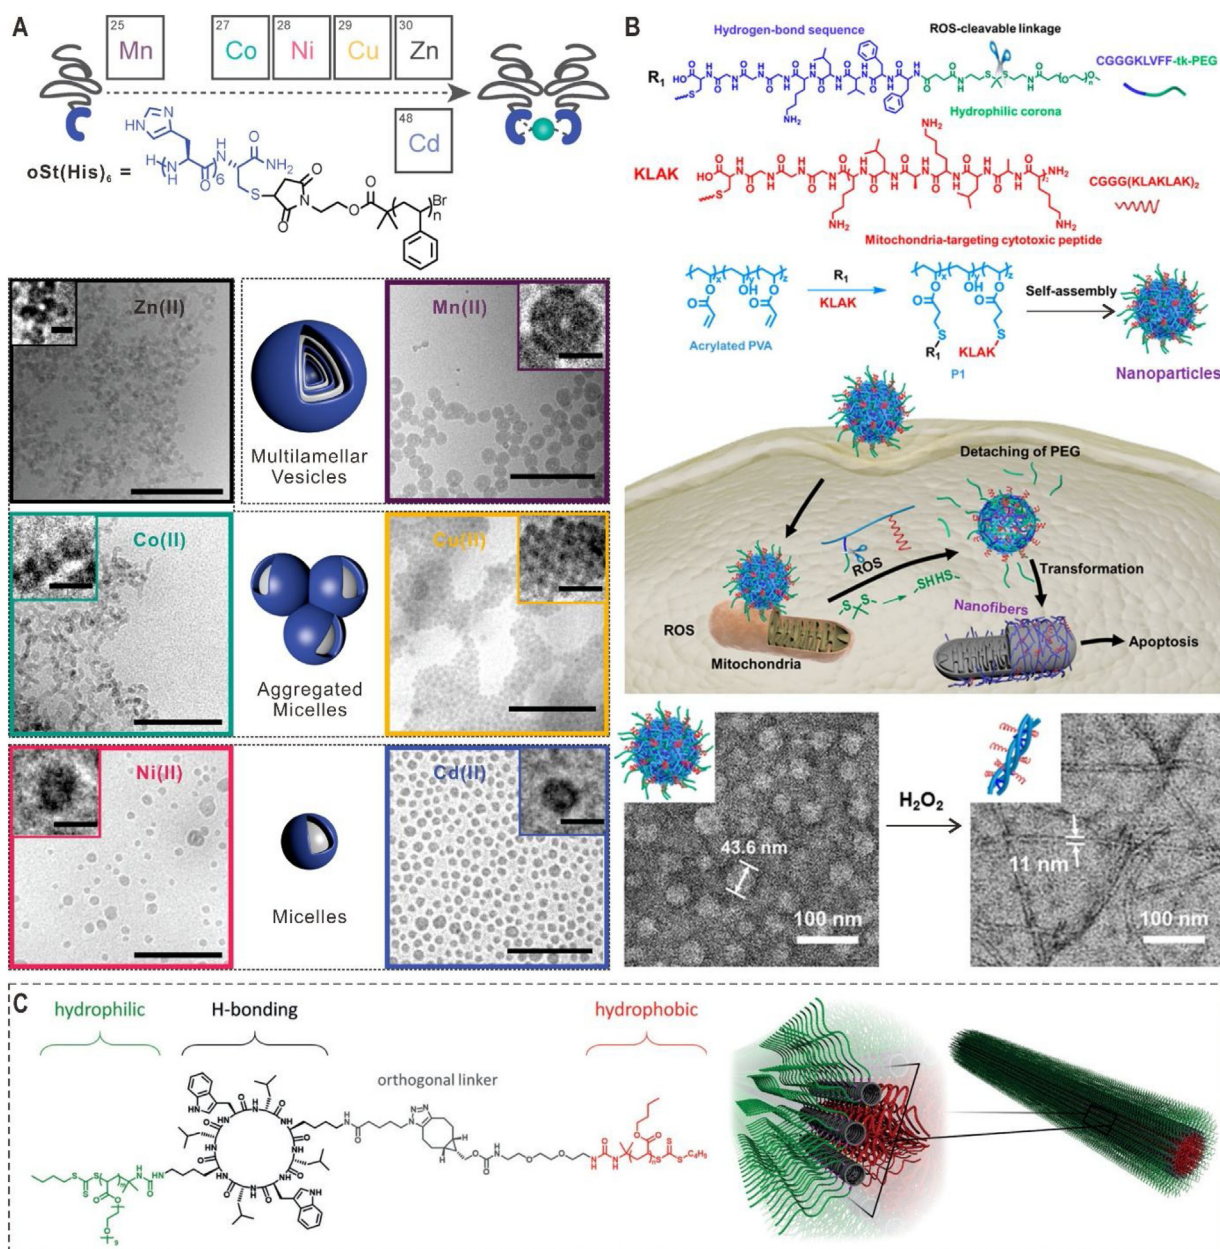 A
25
Mn
27
Co
28
Ni
29
Cu
30
Zn
48
Cd
oSt(His)6 =
Zn(II)
Multilamellar
Vesicles
Mn(II)
Co(II)
Aggregated
Micelles
Cu(II)
Ni(II)
Micelles
Cd(II)
B
Hydrogen-bond sequence
ROS-cleavable linkage
CGGGKLVFF-tk-PEG
R1
Hydrophilic corona
KLAK
CGGG(KLAKLAK)2
Mitochondria-targeting cytotoxic peptide
R1
KLAK
Acrylated PVA
R1
KLAK
P1
Self-assembly
Nanoparticles
Detaching of PEG
ROS
Transformation
Nanofibers
ROS
Mitochondria
Apoptosis
43.6 nm
100 nm
H2O2
11 nm
100 nm
C
hydrophilic
H-bonding
hydrophobic
orthogonal linker